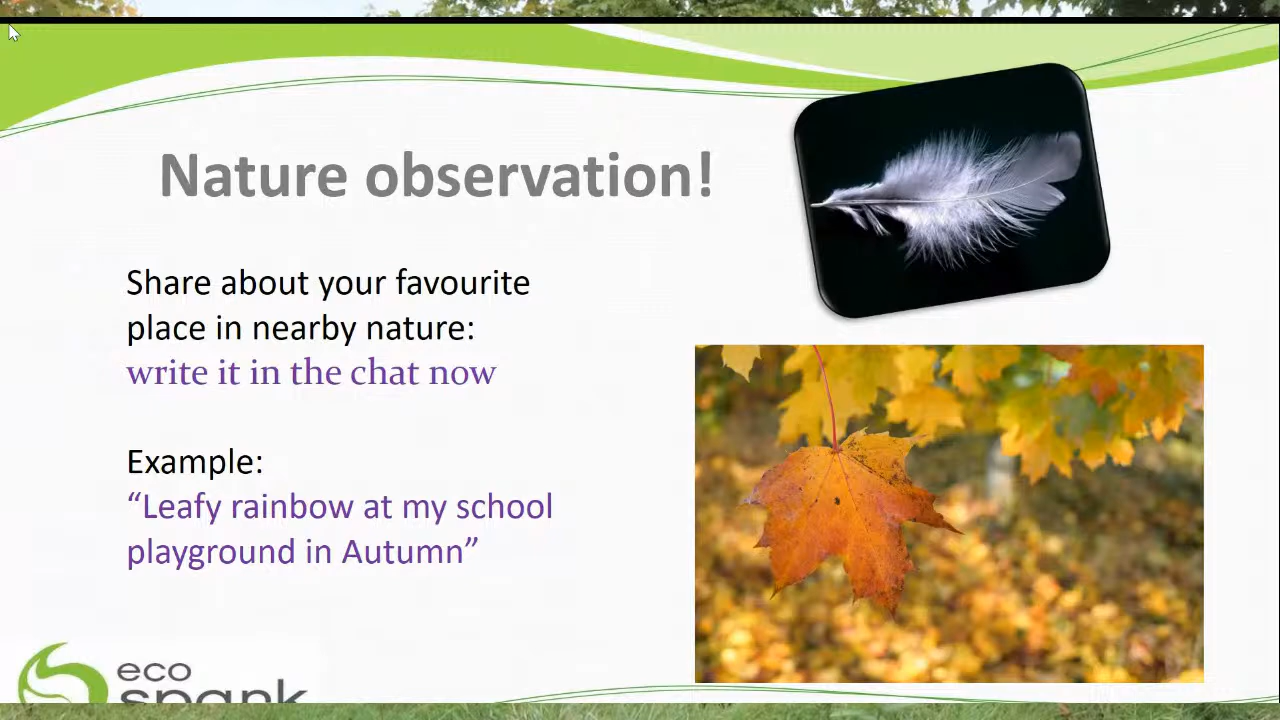 Nature observation!
Share about your favourite
place in nearby nature:
write it in the chat now
Example:
“Leafy rainbow at my school
playground in Autumn”
eco
spark